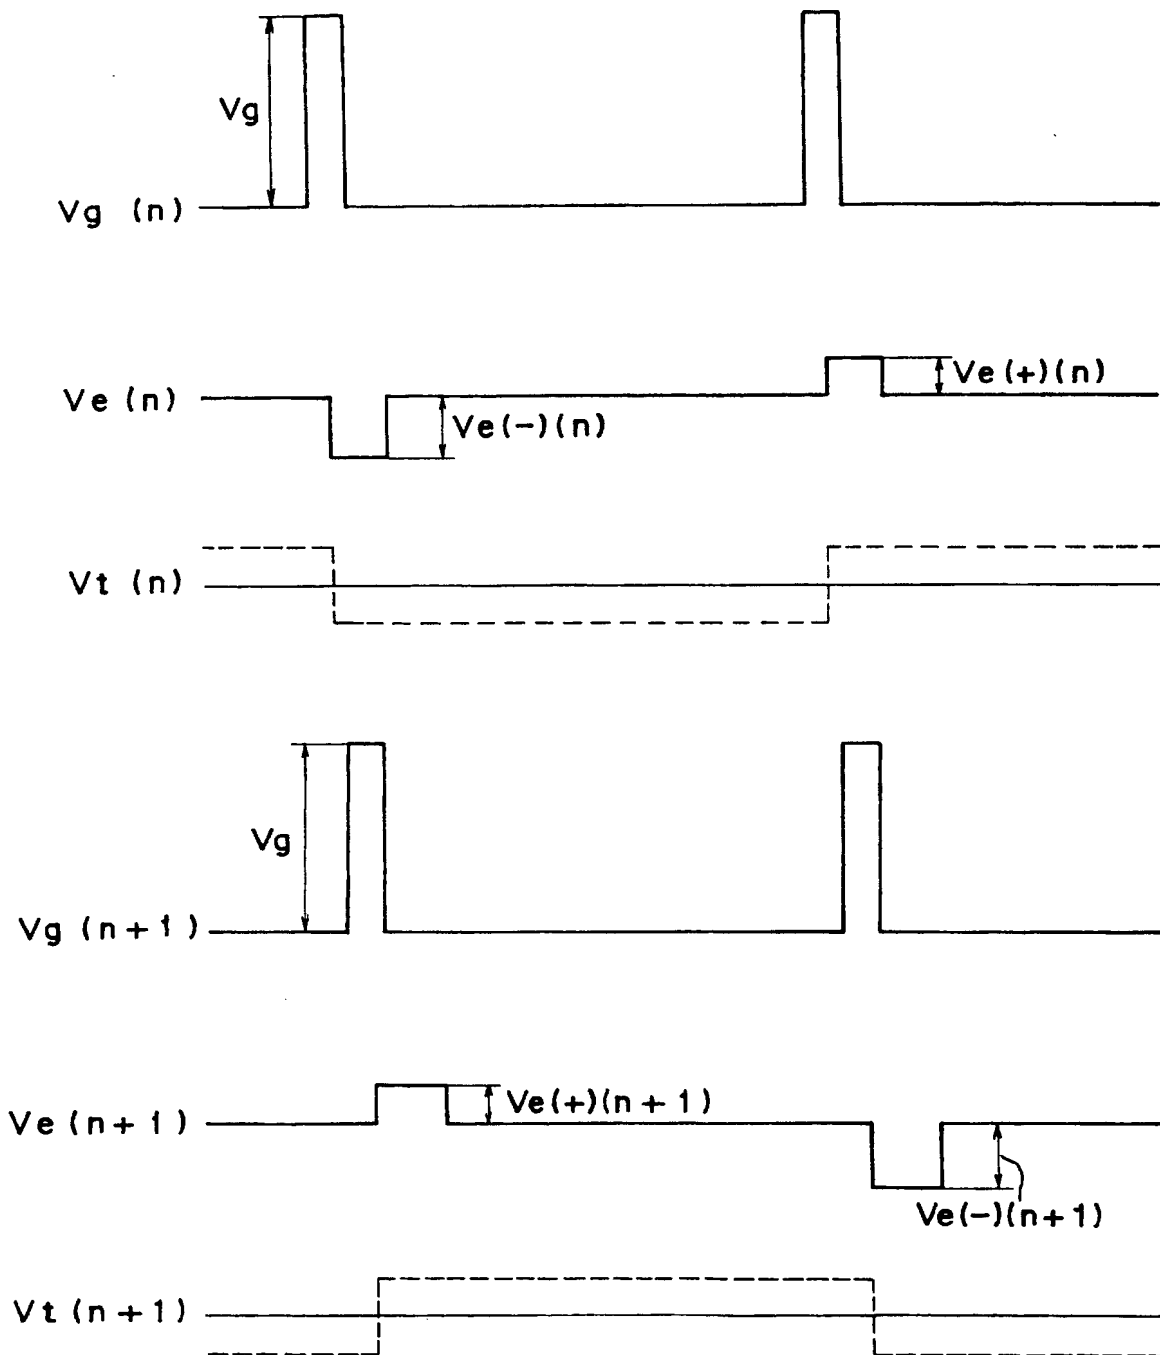 Vg
Vg (n)
Ve(+)(n)
Ve (n)
Ve(-)(n)
Vt (n)
Vg
Vg (n+1)
Ve(+)(n+1)
Ve (n+1)
Ve(-)(n+1)
Vt (n+1)